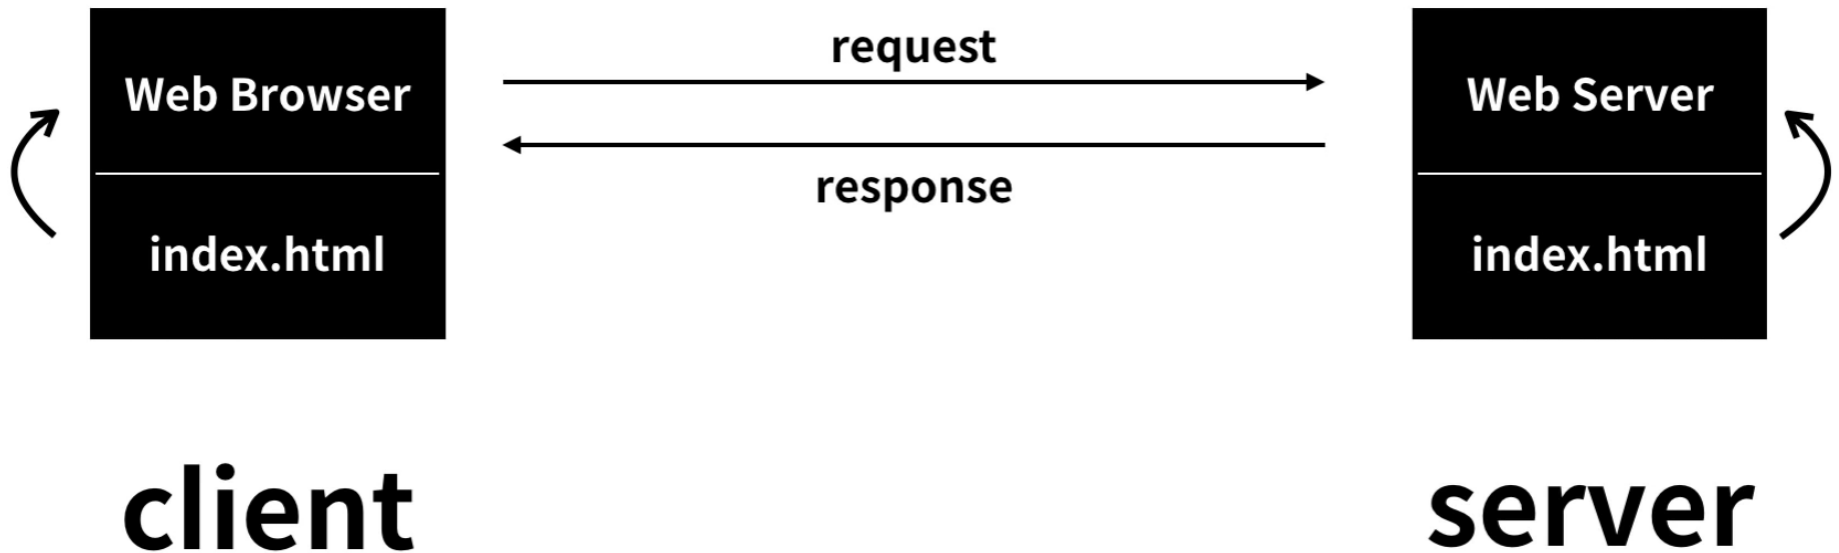 request
Web Browser
Web Server
response
index.html
index.html
client
server